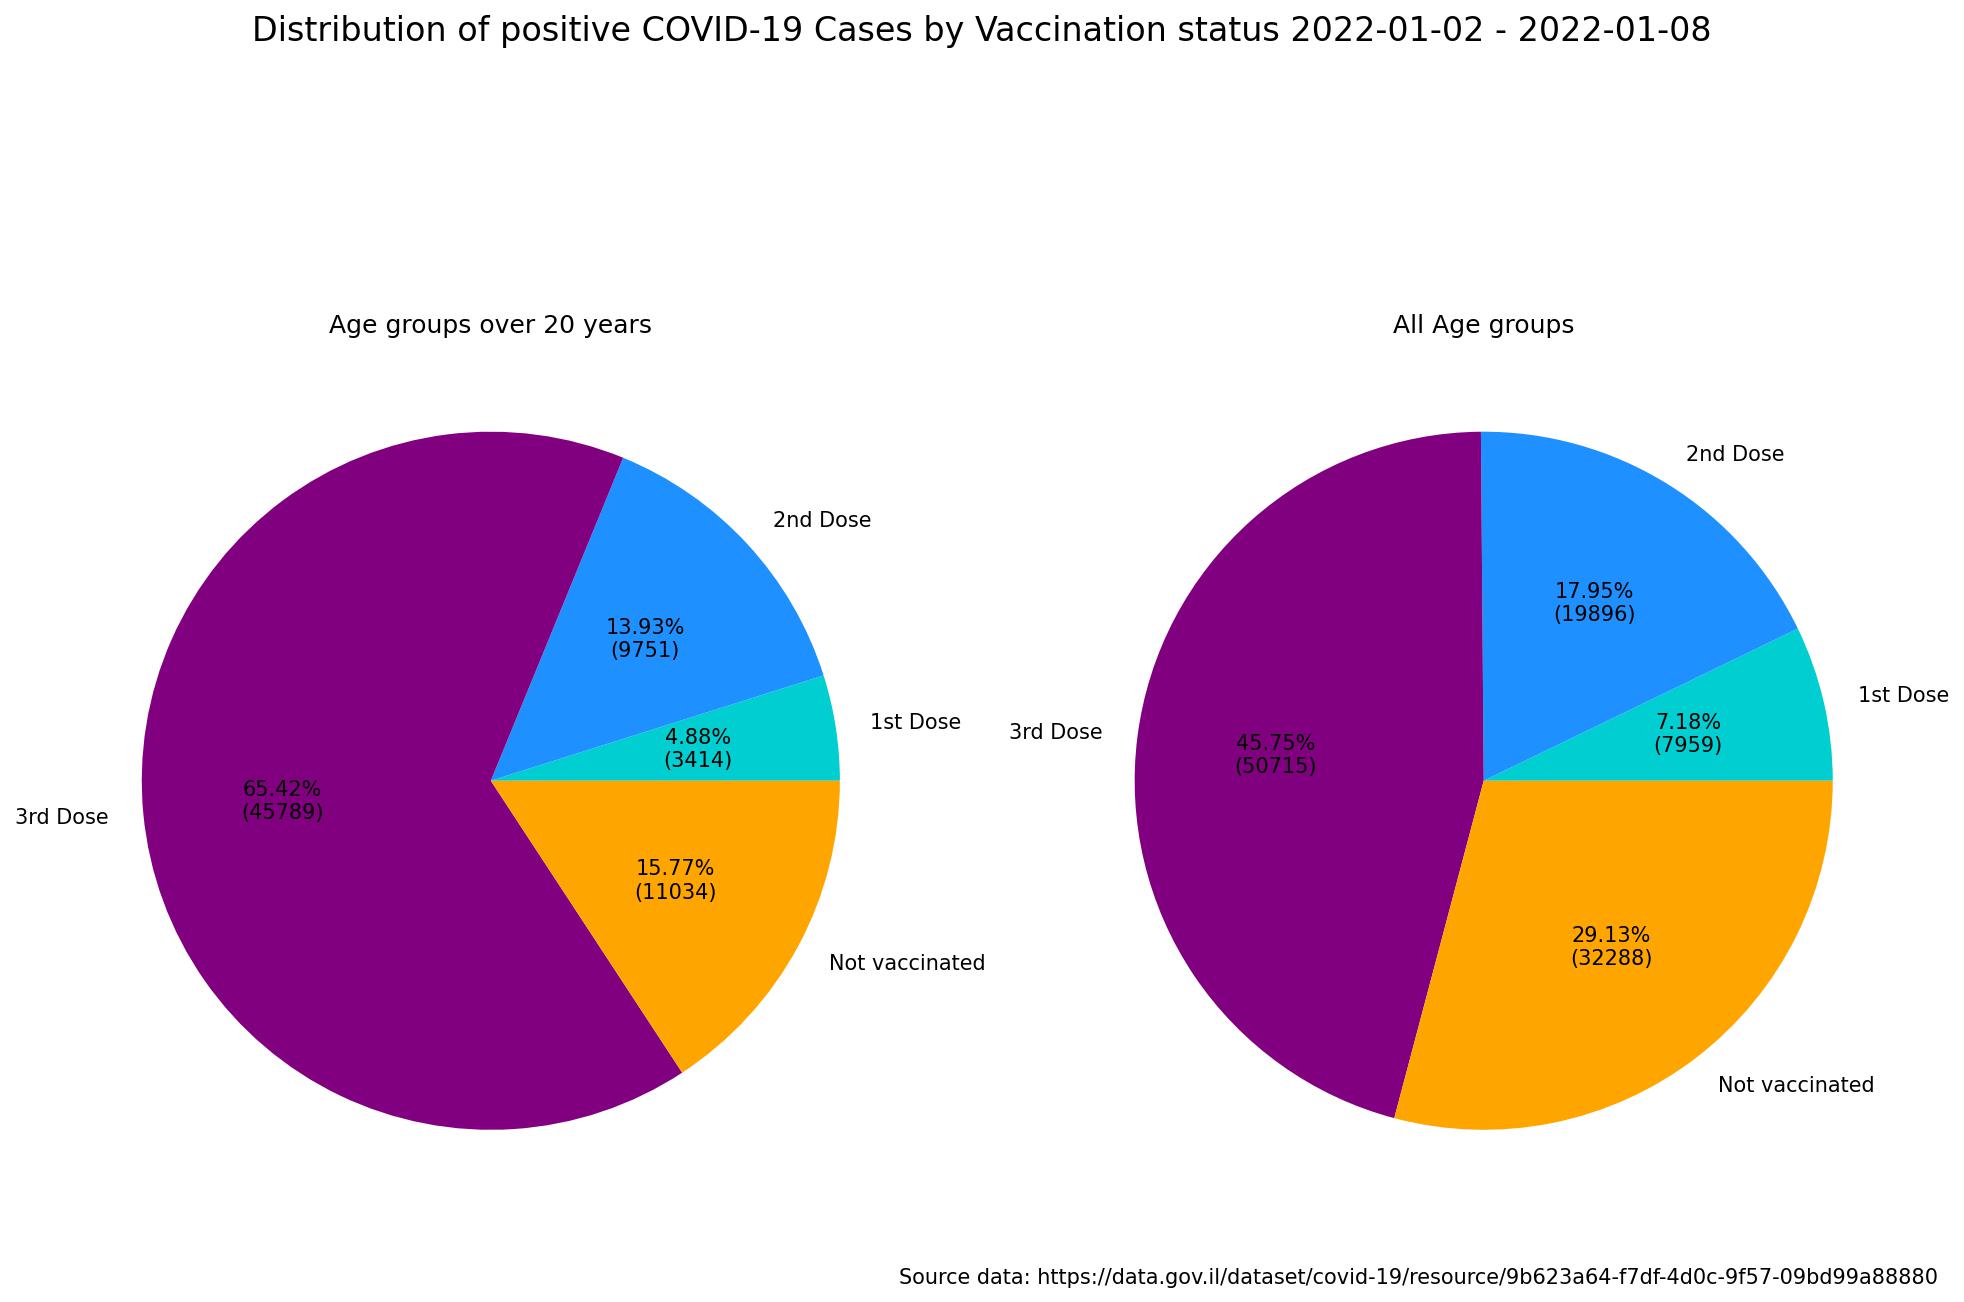 Distribution of positive COVID-19 Cases by Vaccination status 2022-01-02 - 2022-01-08
Age groups over 20 years
2nd Dose
13.93%
(9751)
1st Dose
4.88%
(3414)
65.42%
(45789)
3rd Dose
15.77%
(11034)
Not vaccinated
All Age groups
2nd Dose
17.95%
(19896)
1st Dose
7.18%
(7959)
3rd Dose
45.75%
(50715)
29.13%
(32288)
Not vaccinated
Source data: https://data.gov.il/dataset/covid-19/resource/9b623a64-f7df-4d0c-9f57-09bd99a88880